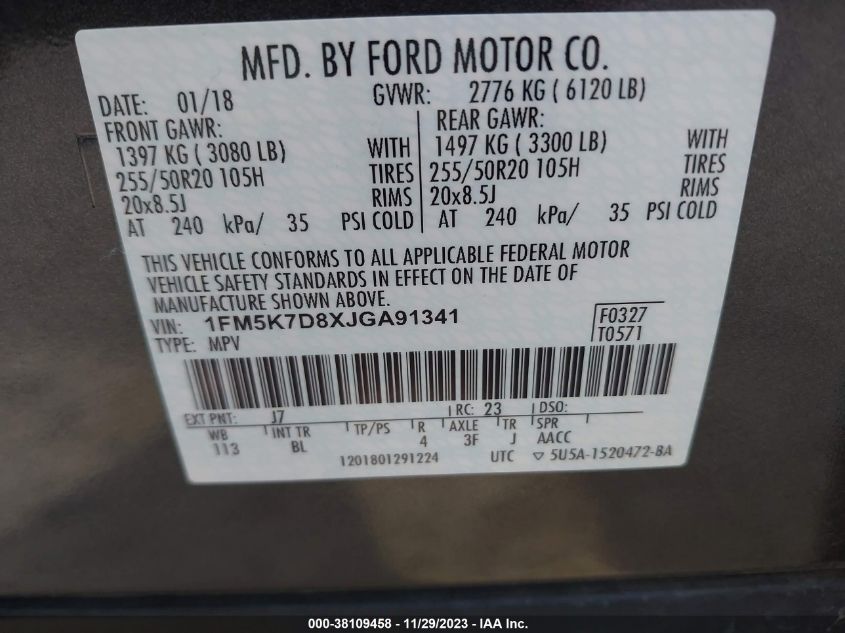 MFD. BY FORD MOTOR CO.
DATE: 01/18 GVWR: 2776 KG ( 6120 LB)
FRONT GAWR: REAR GAWR:
1397 KG ( 3080 LB) WITH 1497 KG ( 3300 LB) WITH
255/50R20 105H TIRES 255/50R20 105H TIRES
20x8.5J RIMS 20x8.5J RIMS
AT 240 kPa/ 35 PSI COLD AT 240 kPa/ 35 PSI COLD
THIS VEHICLE CONFORMS TO ALL APPLICABLE FEDERAL MOTOR
VEHICLE SAFETY STANDARDS IN EFFECT ON THE DATE OF
MANUFACTURE SHOWN ABOVE.
VIN: 1FM5K7D8XJGA91341 F0327
TYPE: MPV T0571
EXT PNT: J7 RC: 23 DSO:
WB INT TR TP/PS R AXLE TR SPR
113 BL 4 3F J AACC
1201801291224 UTC ▽ 5U5A-1520472-BA
000-38109458 - 11/29/2023 - IAA Inc.